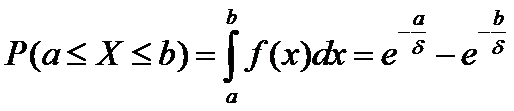 P(a ≤ X ≤ b) = ∫_a^b f(x)dx = e^{-a/δ} − e^{-b/δ}